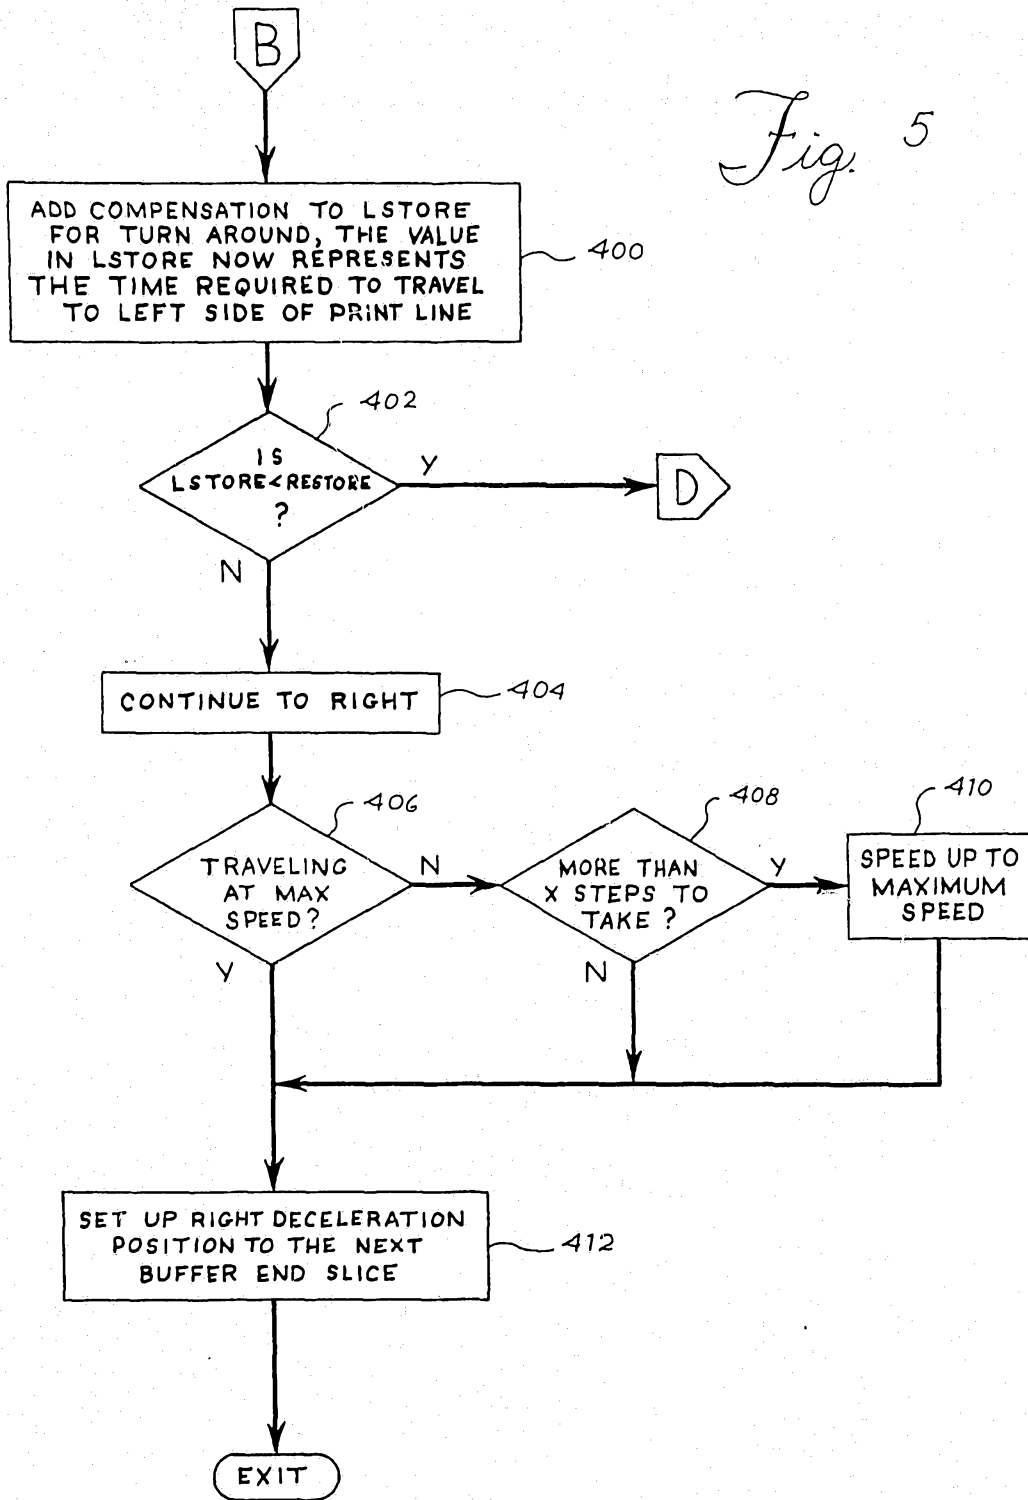 B
Fig. 5
ADD COMPENSATION TO LSTORE
FOR TURN AROUND, THE VALUE
IN LSTORE NOW REPRESENTS
THE TIME REQUIRED TO TRAVEL
TO LEFT SIDE OF PRINT LINE
400
402
IS
LSTORE<RESTORE
?
Y
D
N
CONTINUE TO RIGHT
404
406
TRAVELING
AT MAX
SPEED?
N
Y
408
MORE THAN
X STEPS TO
TAKE?
Y
N
410
SPEED UP TO
MAXIMUM
SPEED
SET UP RIGHT DECELERATION
POSITION TO THE NEXT
BUFFER END SLICE
412
EXIT